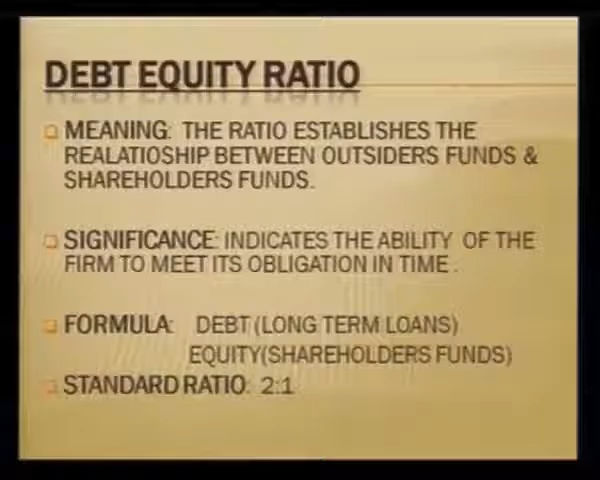 DEBT EQUITY RATIO
MEANING: THE RATIO ESTABLISHES THE
REALATIOSHIP BETWEEN OUTSIDERS FUNDS &
SHAREHOLDERS FUNDS.
SIGNIFICANCE: INDICATES THE ABILITY OF THE
FIRM TO MEET ITS OBLIGATION IN TIME .
FORMULA: DEBT (LONG TERM LOANS)
EQUITY(SHAREHOLDERS FUNDS)
STANDARD RATIO: 2:1